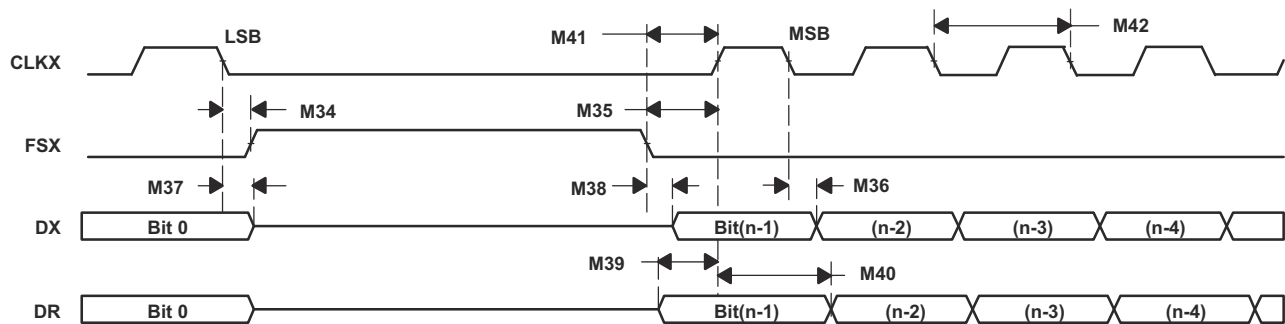 LSB
M41
MSB
M42
CLKX
M34
M35
FSX
M37
M38
M36
DX
Bit 0
Bit(n-1)
(n-2)
(n-3)
(n-4)
M39
M40
DR
Bit 0
Bit(n-1)
(n-2)
(n-3)
(n-4)